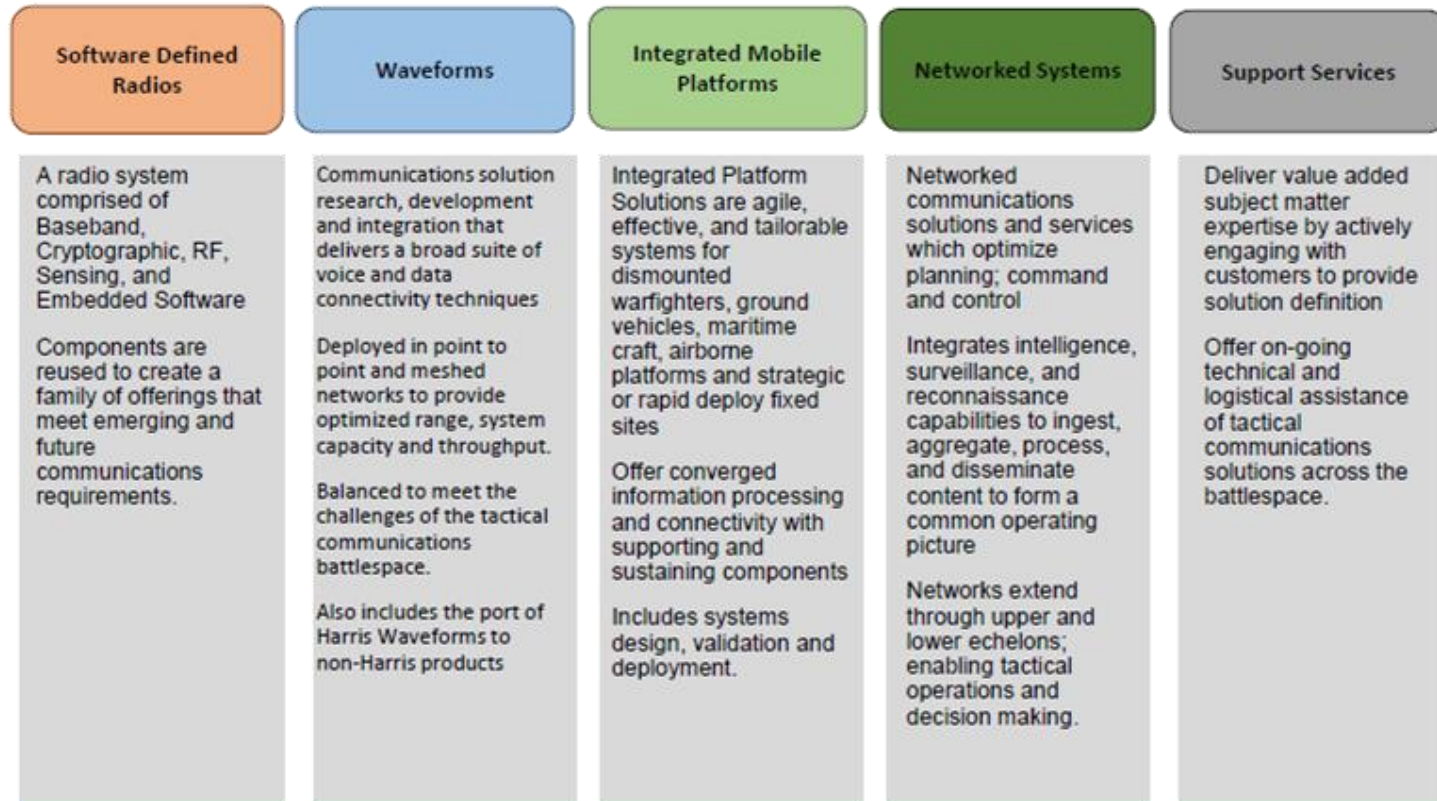 Software Defined
Radios
Waveforms
Integrated Mobile
Platforms
Networked Systems
Support Services
A radio system
comprised of
Baseband,
Cryptographic, RF,
Sensing, and
Embedded Software
Components are
reused to create a
family of offerings that
meet emerging and
future
communications
requirements.
Communications solution
research, development
and integration that
delivers a broad suite of
voice and data
connectivity techniques
Deployed in point to
point and meshed
networks to provide
optimized range, system
capacity and throughput.
Balanced to meet the
challenges of the tactical
communications
battlespace.
Also includes the port of
Harris Waveforms to
non-Harris products
Integrated Platform
Solutions are agile,
effective, and tailorable
systems for
dismounted
warfighters, ground
vehicles, maritime
craft, airborne
platforms and strategic
or rapid deploy fixed
sites
Offer converged
information processing
and connectivity with
supporting and
sustaining components
Includes systems
design, validation and
deployment.
Networked
communications
solutions and services
which optimize
planning; command
and control
Integrates intelligence,
surveillance, and
reconnaissance
capabilities to ingest,
aggregate, process,
and disseminate
content to form a
common operating
picture
Networks extend
through upper and
lower echelons;
enabling tactical
operations and
decision making.
Deliver value added
subject matter
expertise by actively
engaging with
customers to provide
solution definition
Offer on-going
technical and
logistical assistance
of tactical
communications
solutions across the
battlespace.